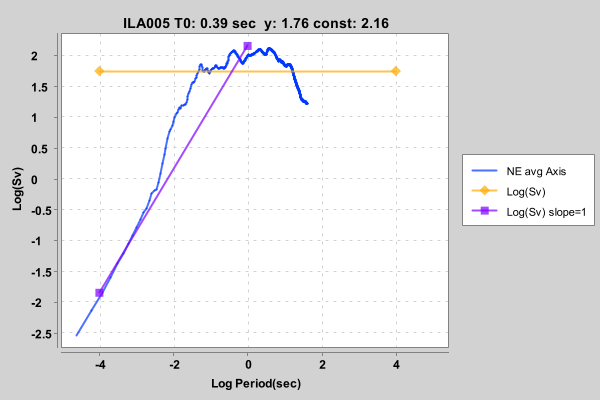 ILA005 T0: 0.39 sec  y: 1.76 const: 2.16
Log(Sv)
2
1.5
1
0.5
0
-0.5
-1
-1.5
-2
-2.5
-4
-2
0
2
4
Log Period(sec)
NE avg Axis
Log(Sv)
Log(Sv) slope=1